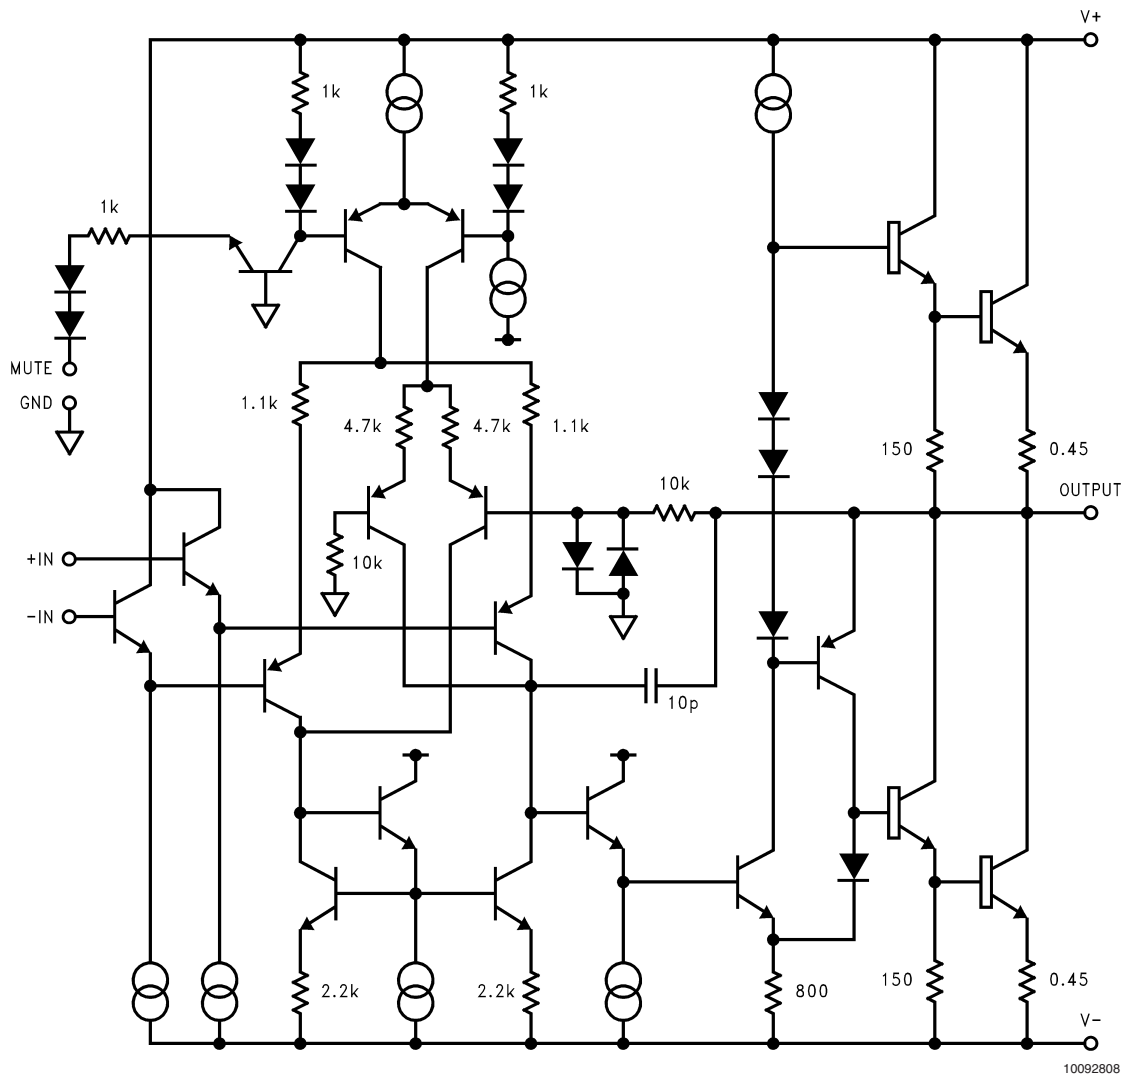 V+
1k
1k
1k
MUTE
GND
1.1k
4.7k
4.7k
1.1k
150
0.45
10k
OUTPUT
+IN
10k
-IN
10p
2.2k
2.2k
800
150
0.45
V-
10092808